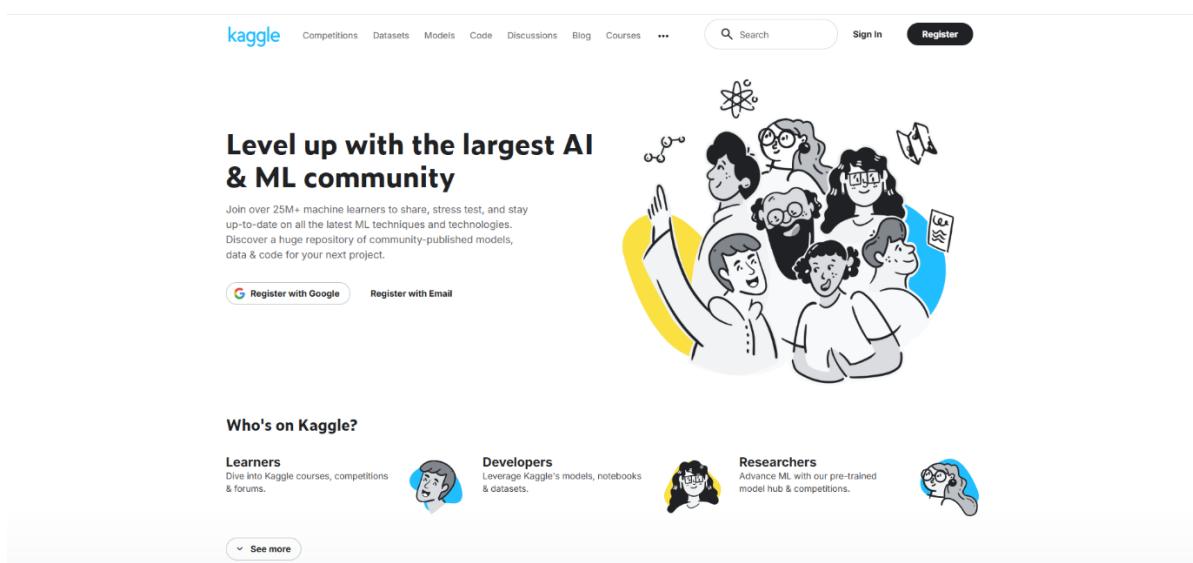 kaggle
Competitions Datasets Models Code Discussions Blog Courses •••
Search
Sign In
Register
Level up with the largest AI
& ML community
Join over 25M+ machine learners to share, stress test, and stay
up-to-date on all the latest ML techniques and technologies.
Discover a huge repository of community-published models,
data & code for your next project.
Register with Google
Register with Email
Who's on Kaggle?
Learners
Dive into Kaggle courses, competitions
& forums.
Developers
Leverage Kaggle's models, notebooks
& datasets.
Researchers
Advance ML with our pre-trained
model hub & competitions.
See more